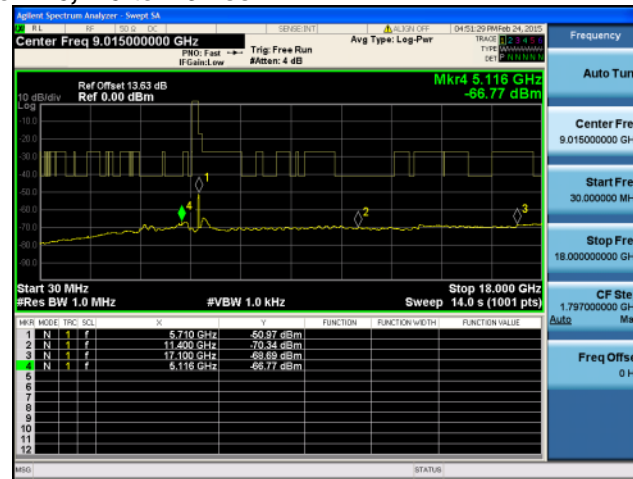 Agilent Spectrum Analyzer - Swept SA
RL RF 50 Ω DC SENSE:INT ALIGN OFF 04:51:29 PM Feb 24, 2015
Center Freq 9.015000000 GHz Avg Type: Log-Pwr TRACE 1 2 3 4 5 6
PNO: Fast Trig: Free Run TYPE
IFGain:Low #Atten: 4 dB DET P N N N N N
Frequency
Auto Tun
Mkr4 5.116 GHz
-66.77 dBm
Ref Offset 13.63 dB
10 dB/div Ref 0.00 dBm
Log
-10.0
-20.0
-30.0
-40.0
-50.0
-60.0
-70.0
-80.0
-90.0
1
2
3
4
Center Fre
9.015000000 GH
Start Fre
30.000000 MH
Stop Fre
18.000000000 GH
CF Ste
1.797000000 GH
Auto Ma
Freq Offse
0 H
Start 30 MHz Stop 18.000 GHz
#Res BW 1.0 MHz #VBW 1.0 kHz Sweep 14.0 s (1001 pts)
MKR MODE TRC SCL X Y FUNCTION FUNCTION WIDTH FUNCTION VALUE
1 N 1 f 5.710 GHz -50.97 dBm
2 N 1 f 11.400 GHz -70.34 dBm
3 N 1 f 17.100 GHz -68.69 dBm
4 N 1 f 5.116 GHz -66.77 dBm
5
6
7
8
9
10
11
12
MSG STATUS